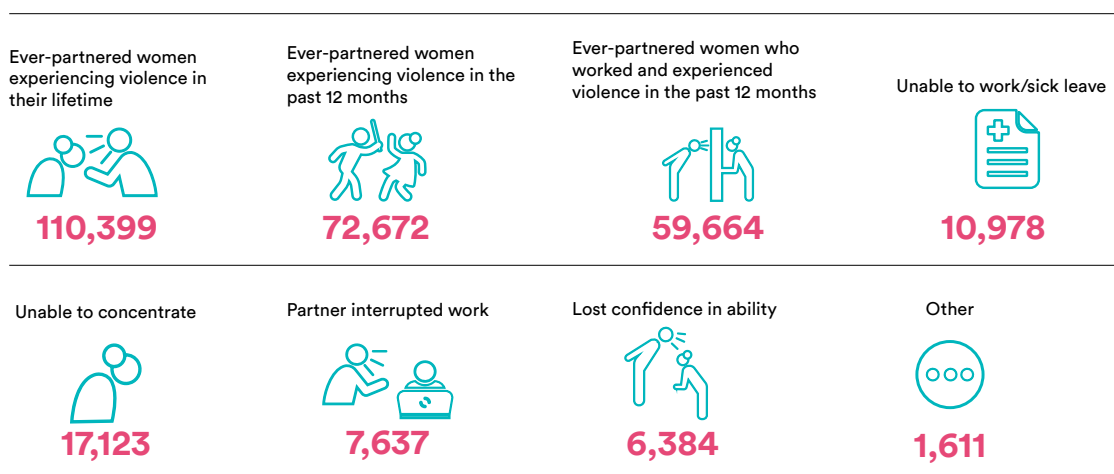 Ever-partnered women
experiencing violence in
their lifetime
110,399
Ever-partnered women
experiencing violence in the
past 12 months
72,672
Ever-partnered women who
worked and experienced
violence in the past 12 months
59,664
Unable to work/sick leave
10,978
Unable to concentrate
17,123
Partner interrupted work
7,637
Lost confidence in ability
6,384
Other
1,611